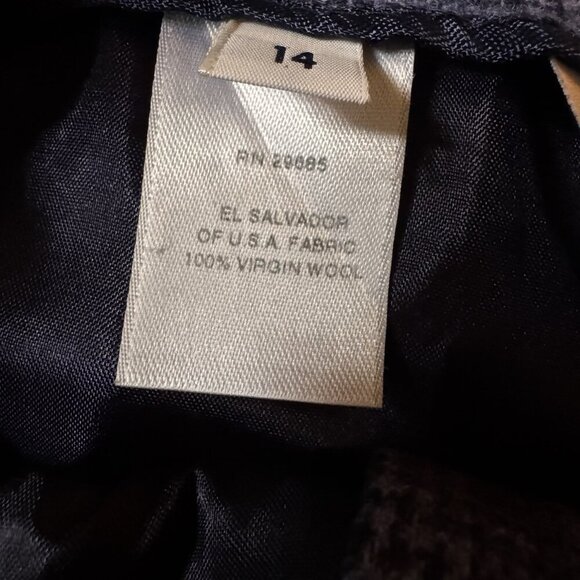 14
RN 29685
EL SALVADOR
OF U.S.A. FABRIC
100% VIRGIN WOOL